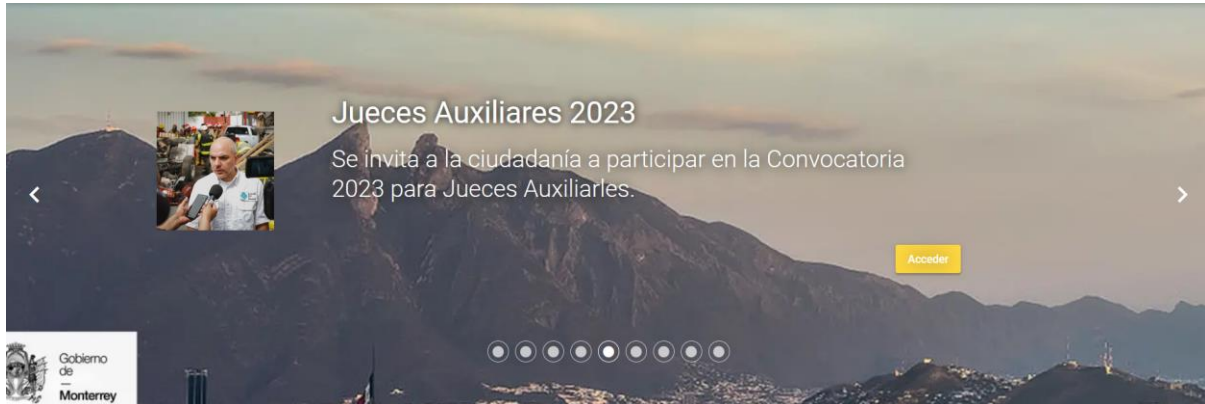 Jueces Auxiliares 2023
Se invita a la ciudadanía a participar en la Convocatoria
2023 para Jueces Auxiliarles.
Acceder
Gobierno
de
—
Monterrey